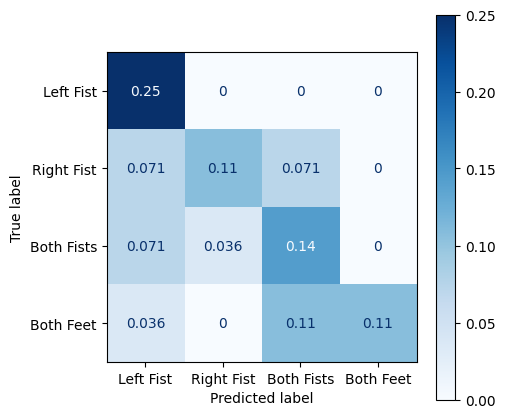 Left Fist 0.25 0 0 0
Right Fist 0.071 0.11 0.071 0
Both Fists 0.071 0.036 0.14 0
Both Feet 0.036 0 0.11 0.11
Left Fist Right Fist Both Fists Both Feet
Predicted label
True label
0.25
0.20
0.15
0.10
0.05
0.00